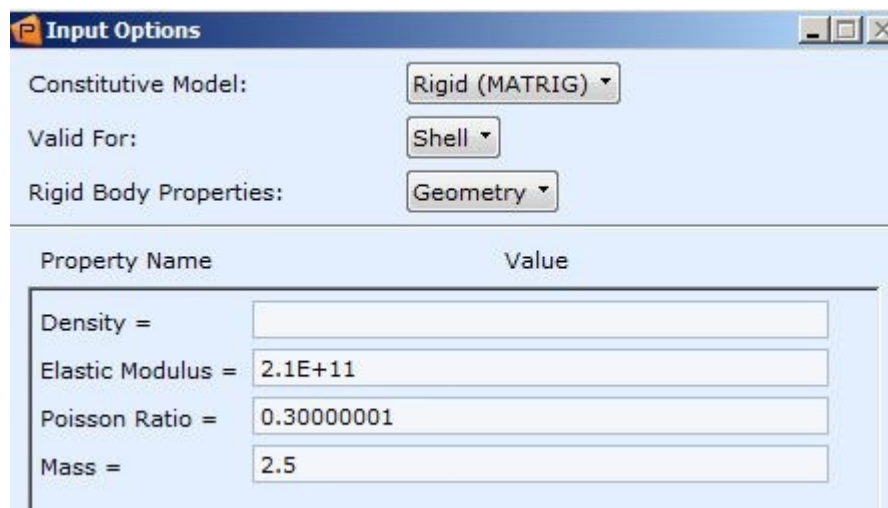 Input Options
Constitutive Model: Rigid (MATRIG)
Valid For: Shell
Rigid Body Properties: Geometry
Property Name Value
Density =
Elastic Modulus = 2.1E+11
Poisson Ratio = 0.30000001
Mass = 2.5